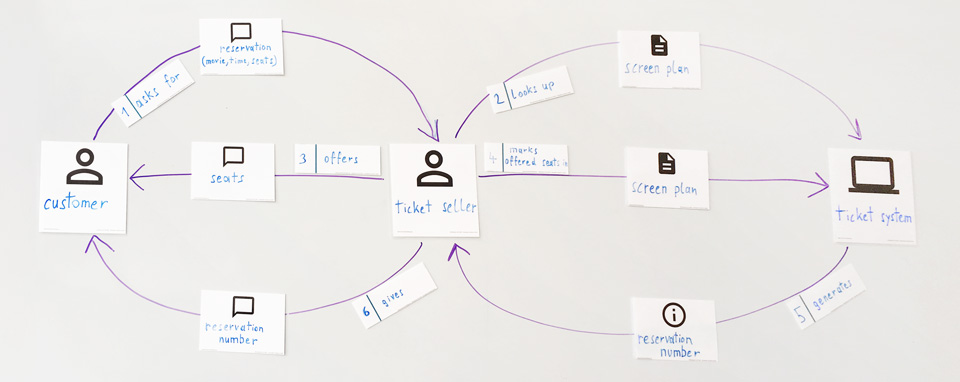 reservation
(movie, time, seats)
1 asks for
customer
seats
3 offers
ticket seller
reservation
number
6 gives
screen plan
2 looks up
4 marks
offered seats in
screen plan
ticket system
reservation
number
5 generates